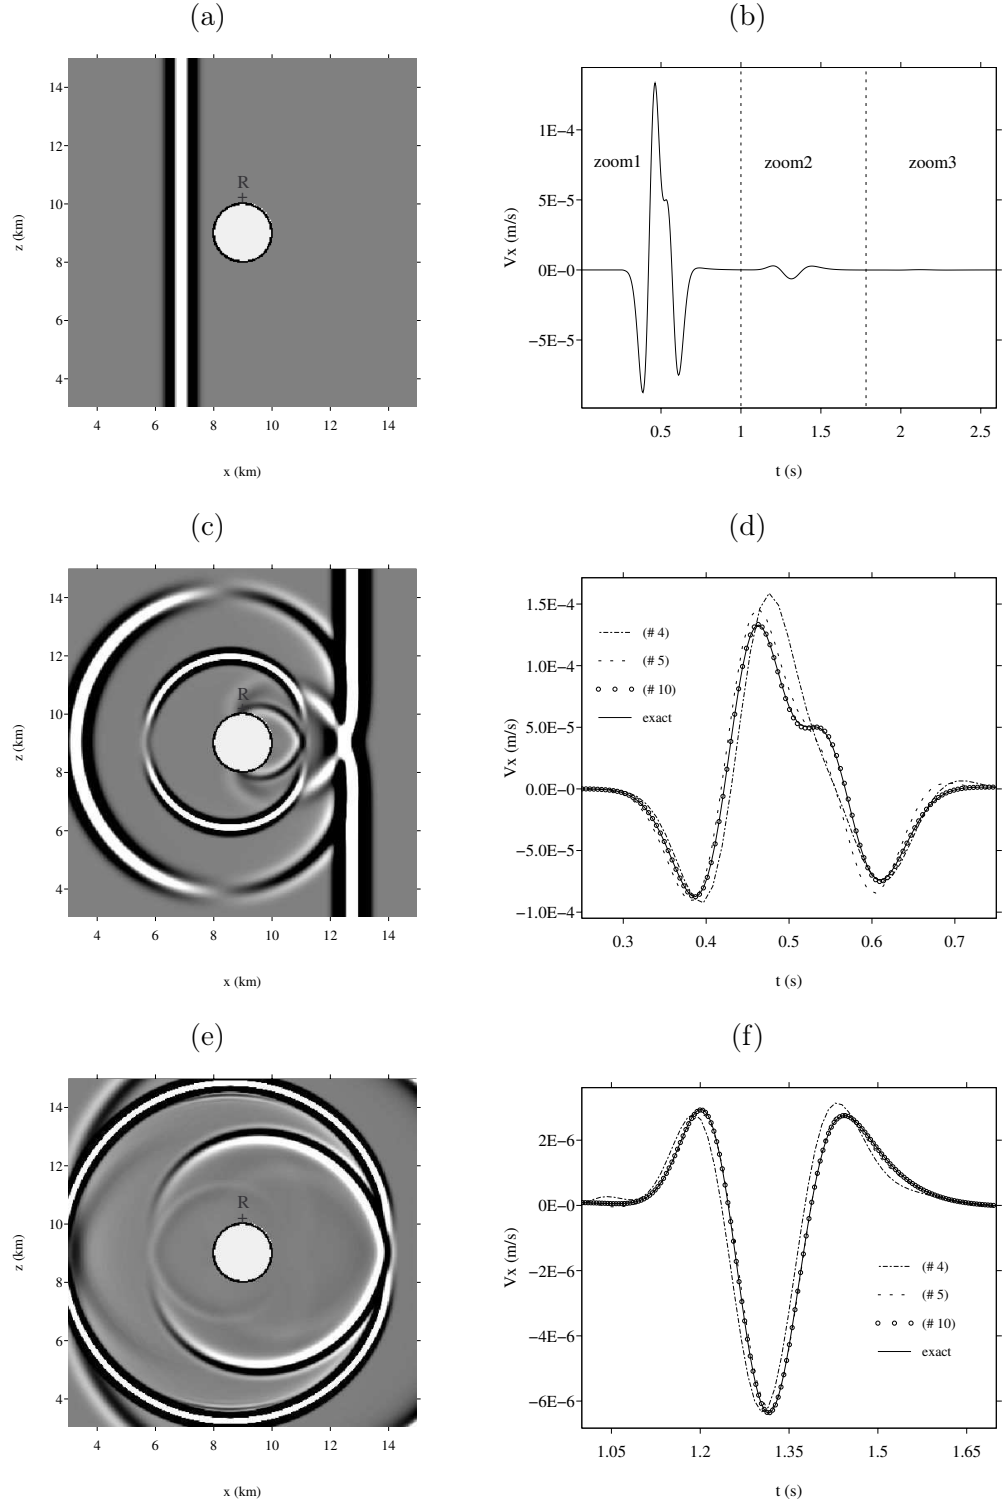 (a)
14
12
10
8
6
4
z (km)
R
4 6 8 10 12 14
x (km)
(b)
1E−4
5E−5
0E−0
−5E−5
Vx (m/s)
zoom1 zoom2 zoom3
0.5 1 1.5 2 2.5
t (s)
(c)
14
12
10
8
6
4
z (km)
R
4 6 8 10 12 14
x (km)
(d)
1.5E−4
1.0E−4
5.0E−5
0.0E−0
−5.0E−5
−1.0E−4
Vx (m/s)
(# 4)
(# 5)
(# 10)
exact
0.3 0.4 0.5 0.6 0.7
t (s)
(e)
14
12
10
8
6
4
z (km)
R
4 6 8 10 12 14
x (km)
(f)
2E−6
0E−0
−2E−6
−4E−6
−6E−6
Vx (m/s)
(# 4)
(# 5)
(# 10)
exact
1.05 1.2 1.35 1.5 1.65
t (s)